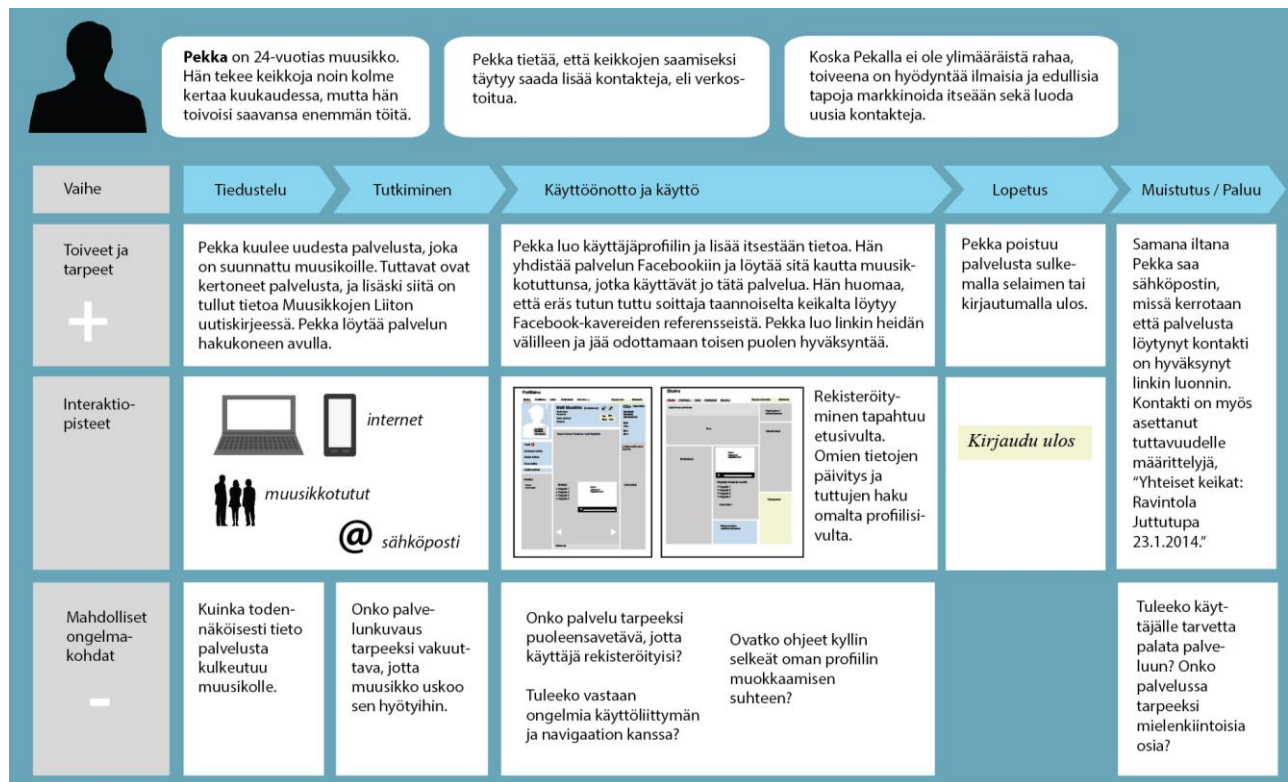 Pekka on 24-vuotias muusikko.
Hän tekee keikkoja noin kolme
kertaa kuukaudessa, mutta hän
toivoisi saavansa enemmän töitä.
Pekka tietää, että keikkojen saamiseksi
täytyy saada lisää kontakteja, eli verkos-
toitua.
Koska Pekalla ei ole ylimääräistä rahaa,
toiveena on hyödyntää ilmaisia ja edullisia
tapoja markkinoida itseään sekä luoda
uusia kontakteja.
Vaihe
Tiedustelu
Tutkiminen
Käyttöönotto ja käyttö
Lopetus
Muistutus / Paluu
Toiveet ja
tarpeet
+
Pekka kuulee uudesta palvelusta, joka
on suunnattu muusikoille. Tuttavat ovat
kertoneet palvelusta, ja lisäski siitä on
tullut tietoa Muusikkojen Liiton
uutiskirjeessä. Pekka löytää palvelun
hakukoneen avulla.
Pekka luo käyttäjäprofiilin ja lisää itsestään tietoa. Hän
yhdistää palvelun Facebookiin ja löytää sitä kautta muusik-
kotuttunsa, jotka käyttävät jo tätä palvelua. Hän huomaa,
että eräs tutun tuttu soittaja taannoiselta keikalta löytyy
Facebook-kavereiden referensseistä. Pekka luo linkin heidän
välilleen ja jää odottamaan toisen puolen hyväksyntää.
Pekka poistuu
palvelusta sulke-
malla selaimen tai
kirjautumalla ulos.
Samana iltana
Pekka saa
sähköpostin,
missä kerrotaan
että palvelusta
löytynyt kontakti
on hyväksynyt
linkin luonnin.
Kontakti on myös
asettanut
tuttavuudelle
määrittelyjä,
"Yhteiset keikat:
Ravintola
Juttutupa
23.1.2014."
Interaktio-
pisteet
internet
muusikkotutut
@ sähköposti
Rekisteröity-
minen tapahtuu
etusivulta.
Omien tietojen
päivitys ja
tuttujen haku
omalta profiilisi-
vulta.
Kirjaudu ulos
Mahdolliset
ongelma-
kohdat
-
Kuinka toden-
näköisesti tieto
palvelusta
kulkeutuu
muusikolle.
Onko palve-
lunkuvaus
tarpeeksi vakuut-
tava, jotta
muusikko uskoo
sen hyötyihin.
Onko palvelu tarpeeksi
puoleensavetävä, jotta
käyttäjä rekisteröityisi?
Tuleeko vastaan
ongelmia käyttöliittymän
ja navigaation kanssa?
Ovatko ohjeet kyllin
selkeät oman profiilin
muokkaamisen
suhteen?
Tuleeko käyt-
täjälle tarvetta
palata palve-
luun? Onko
palvelussa
tarpeeksi
mielenkiintoisia
osia?